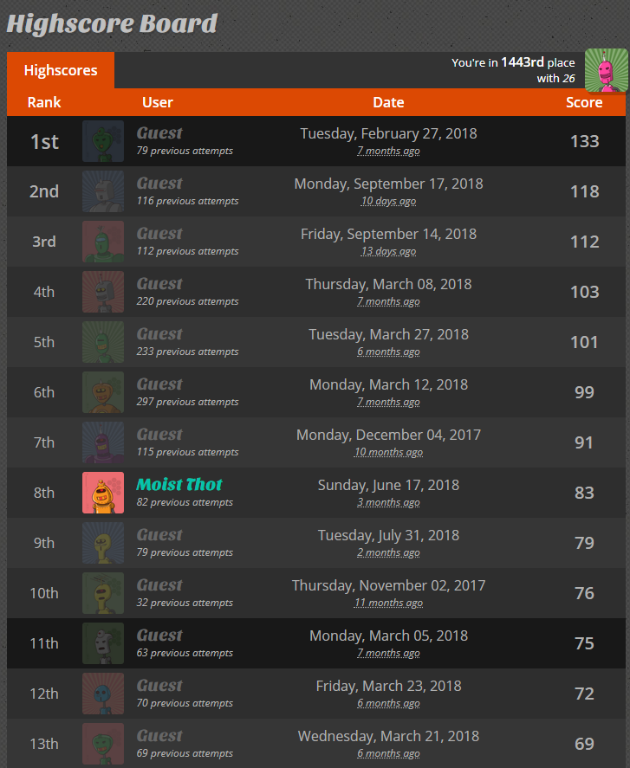 Highscore Board
Highscores
You're in 1443rd place
with 26
Rank User Date Score
1st Guest Tuesday, February 27, 2018 133
79 previous attempts 7 months ago
2nd Guest Monday, September 17, 2018 118
116 previous attempts 10 days ago
3rd Guest Friday, September 14, 2018 112
112 previous attempts 13 days ago
4th Guest Thursday, March 08, 2018 103
220 previous attempts 7 months ago
5th Guest Tuesday, March 27, 2018 101
233 previous attempts 6 months ago
6th Guest Monday, March 12, 2018 99
297 previous attempts 7 months ago
7th Guest Monday, December 04, 2017 91
115 previous attempts 10 months ago
8th Moist Thot Sunday, June 17, 2018 83
82 previous attempts 3 months ago
9th Guest Tuesday, July 31, 2018 79
79 previous attempts 2 months ago
10th Guest Thursday, November 02, 2017 76
32 previous attempts 11 months ago
11th Guest Monday, March 05, 2018 75
63 previous attempts 7 months ago
12th Guest Friday, March 23, 2018 72
70 previous attempts 6 months ago
13th Guest Wednesday, March 21, 2018 69
69 previous attempts 6 months ago